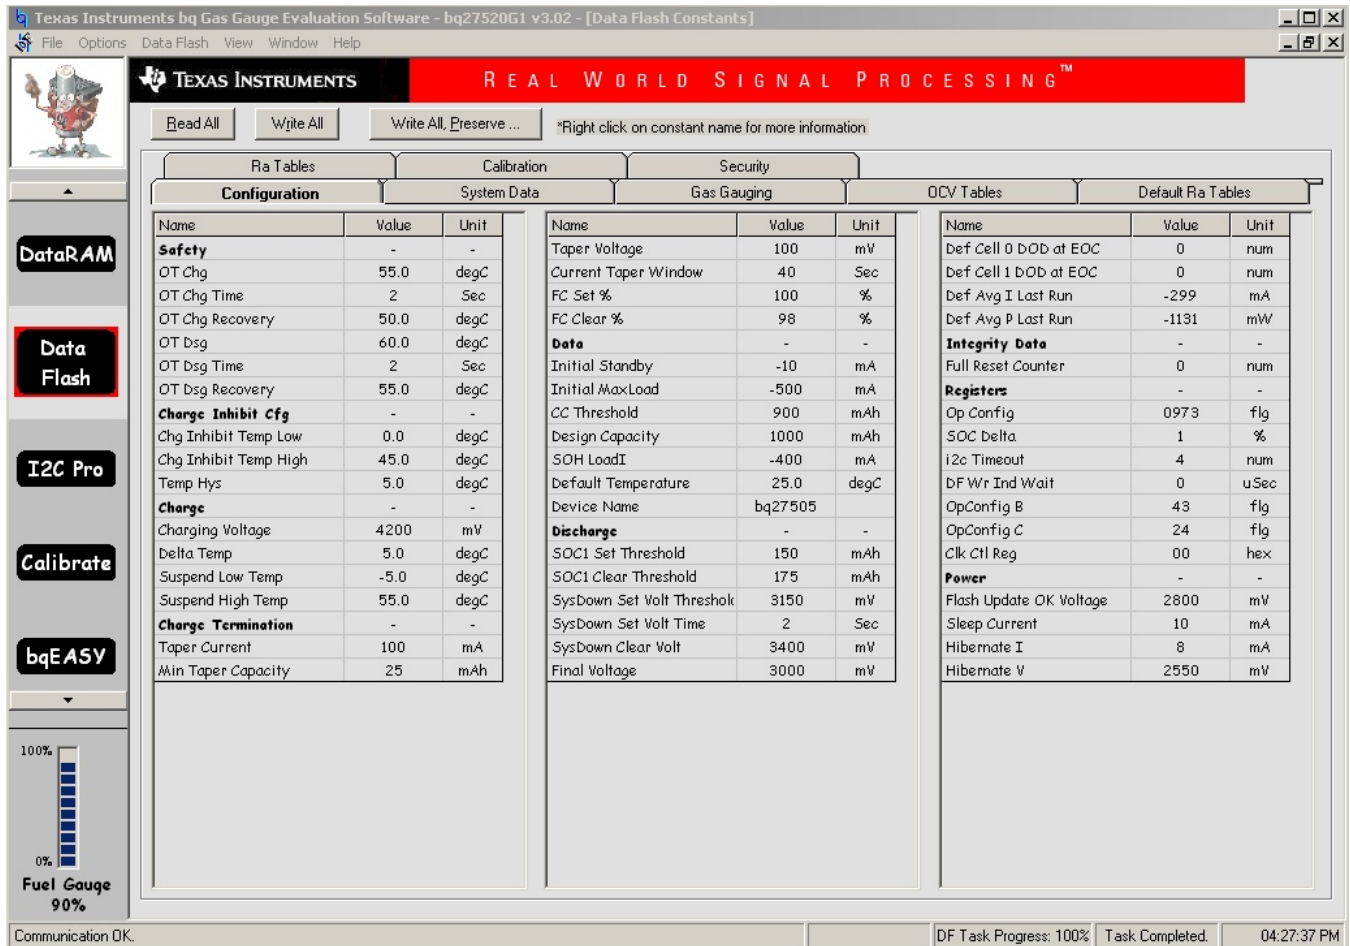 Texas Instruments bq Gas Gauge Evaluation Software - bq27520G1 v3.02 - [Data Flash Constants]
File Options Data Flash View Window Help
TEXAS INSTRUMENTS REAL WORLD SIGNAL PROCESSING™
Read All Write All Write All, Preserve ... *Right click on constant name for more information
Ra Tables Calibration Security
Configuration System Data Gas Gauging OCV Tables Default Ra Tables
DataRAM
Data
Flash
I2C Pro
Calibrate
bqEASY
100%
0%
Fuel Gauge
90%
Name Value Unit
Safety - -
OT Chg 55.0 degC
OT Chg Time 2 Sec
OT Chg Recovery 50.0 degC
OT Dsg 60.0 degC
OT Dsg Time 2 Sec
OT Dsg Recovery 55.0 degC
Charge Inhibit Cfg - -
Chg Inhibit Temp Low 0.0 degC
Chg Inhibit Temp High 45.0 degC
Temp Hys 5.0 degC
Charge - -
Charging Voltage 4200 mV
Delta Temp 5.0 degC
Suspend Low Temp -5.0 degC
Suspend High Temp 55.0 degC
Charge Termination - -
Taper Current 100 mA
Min Taper Capacity 25 mAh
Name Value Unit
Taper Voltage 100 mV
Current Taper Window 40 Sec
FC Set % 100 %
FC Clear % 98 %
Data - -
Initial Standby -10 mA
Initial MaxLoad -500 mA
CC Threshold 900 mAh
Design Capacity 1000 mAh
SOH LoadI -400 mA
Default Temperature 25.0 degC
Device Name bq27505 -
Discharge - -
SOC1 Set Threshold 150 mAh
SOC1 Clear Threshold 175 mAh
SysDown Set Volt Threshol 3150 mV
SysDown Set Volt Time 2 Sec
SysDown Clear Volt 3400 mV
Final Voltage 3000 mV
Name Value Unit
Def Cell 0 DOD at EOC 0 num
Def Cell 1 DOD at EOC 0 num
Def Avg I Last Run -299 mA
Def Avg P Last Run -1131 mW
Integrity Data - -
Full Reset Counter 0 num
Registers - -
Op Config 0973 flg
SOC Delta 1 %
i2c Timeout 4 num
DF Wr Ind Wait 0 uSec
OpConfig B 43 flg
OpConfig C 24 flg
Clk Ctl Reg 00 hex
Power - -
Flash Update OK Voltage 2800 mV
Sleep Current 10 mA
Hibernate I 8 mA
Hibernate V 2550 mV
Communication OK. DF Task Progress: 100% Task Completed. 04:27:37 PM